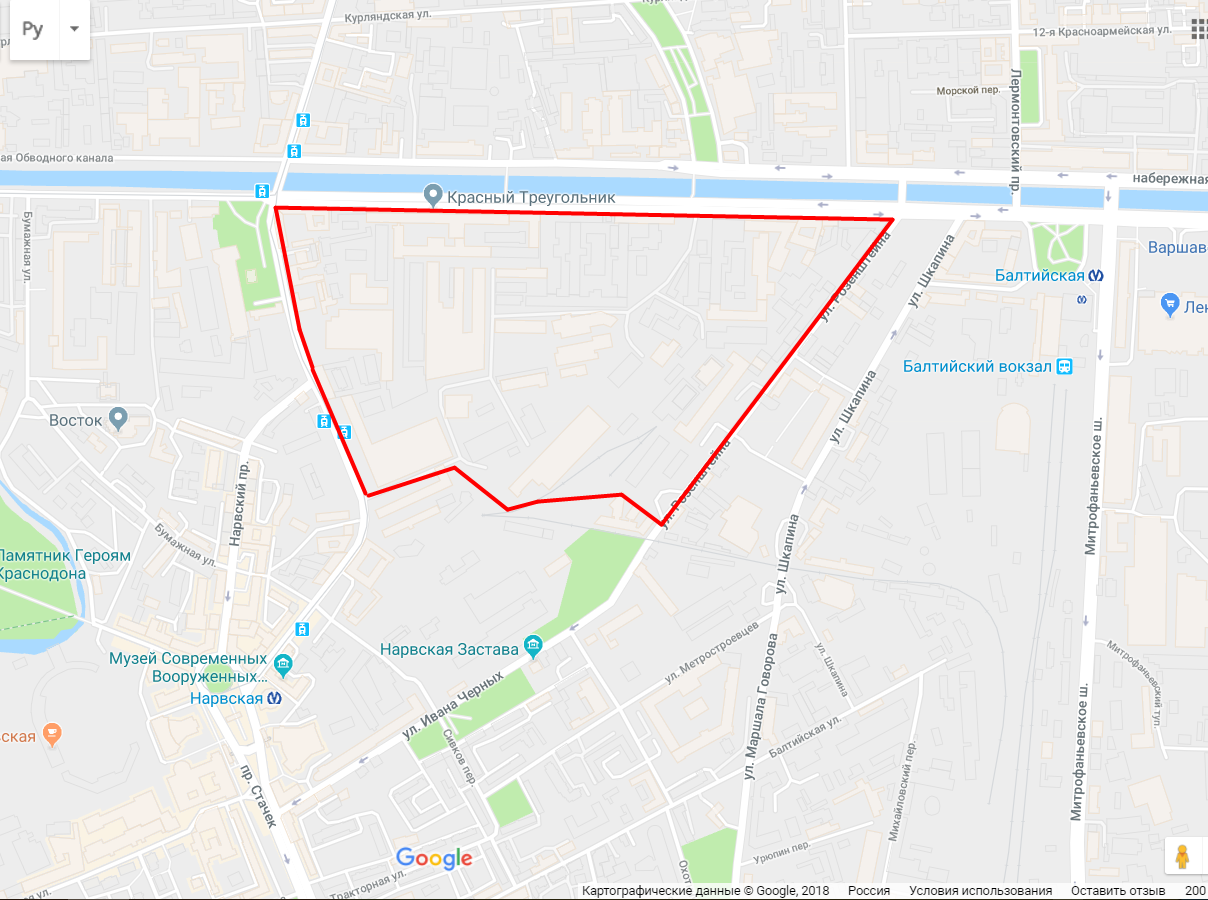 Ру
Курляндская ул.
12-я Красноармейская ул.
Морской пер.
Лермонтовский пр.
ая Обводного канала
набережная
Красный Треугольник
Бумажная ул.
ул. Розенштейна
ул. Шкапина
Балтийская
Варшав
Лен
Балтийский вокзал
ул. Шкапина
Восток
ул. Розенштейна
Митрофаньевское ш.
Нарвский пр.
Бумажная ул.
Памятник Героям
Краснодона
ул. Шкапина
Нарвская Застава
ул. Метростроевцев
ул. Шкапина
Митрофаньевский туп
Музей Современных
Вооруженных...
Нарвская
ул. Ивана Черных
ул. Маршала Говорова
Балтийская ул.
Митрофаньевское ш.
ская
Сивков пер.
пр. Стачек
Михайловский пер.
Урюпин пер.
Google
Тракторная ул.
Охот
Картографические данные © Google, 2018
Россия
Условия использования
Оставить отзыв
200